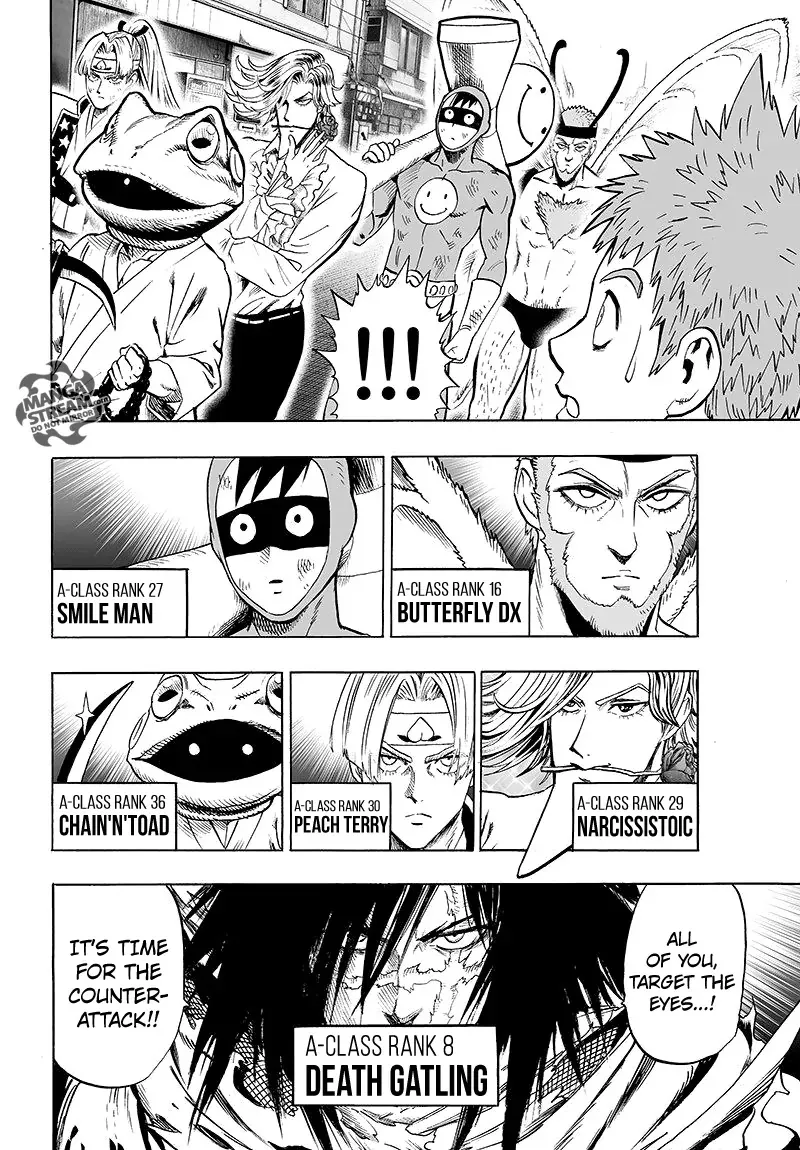 !!!
MANGA
STREAM.com
DO NOT MIRROR
A-CLASS RANK 27
SMILE MAN
A-CLASS RANK 16
BUTTERFLY DX
A-CLASS RANK 36
CHAIN'N'TOAD
A-CLASS RANK 30
PEACH TERRY
A-CLASS RANK 29
NARCISSISTOIC
ALL
OF YOU,
TARGET THE
EYES...!
IT'S TIME
FOR THE
COUNTER-
ATTACK!!
A-CLASS RANK 8
DEATH GATLING